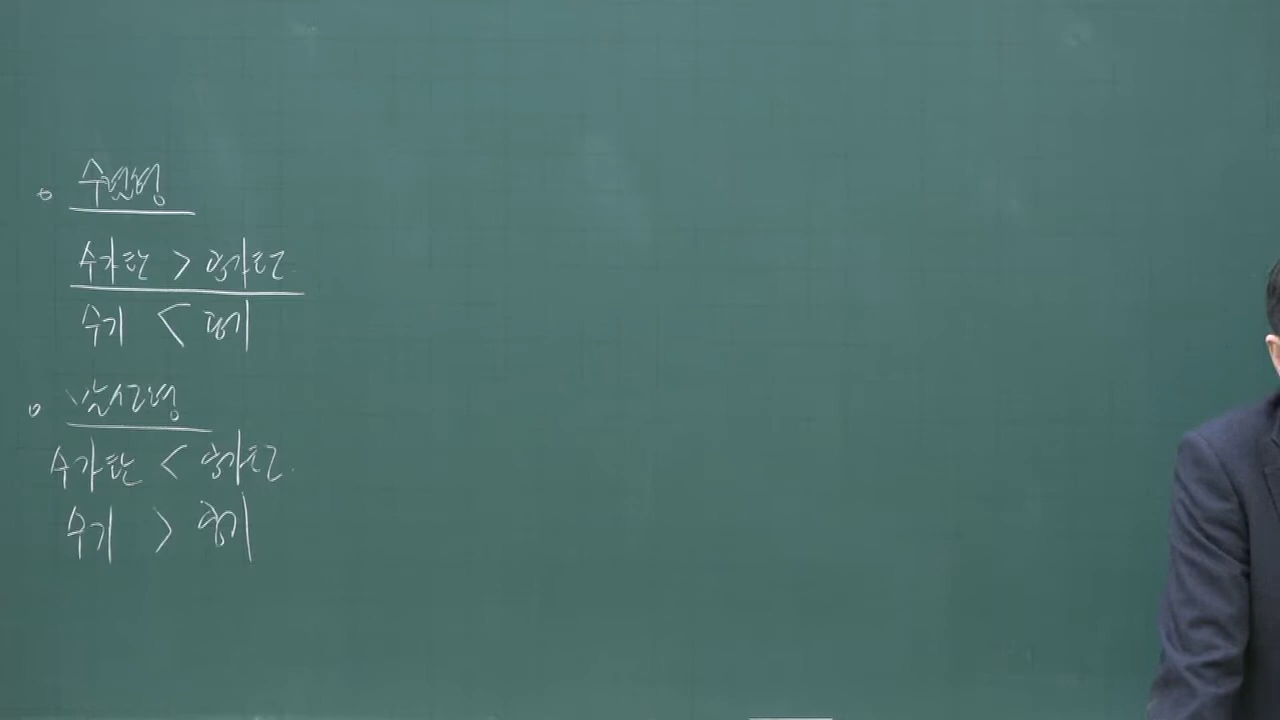 수렴형
수가탄 > 공가탄
수기 < 공기
발산형
수가탄 < 공가탄
수기 > 공기